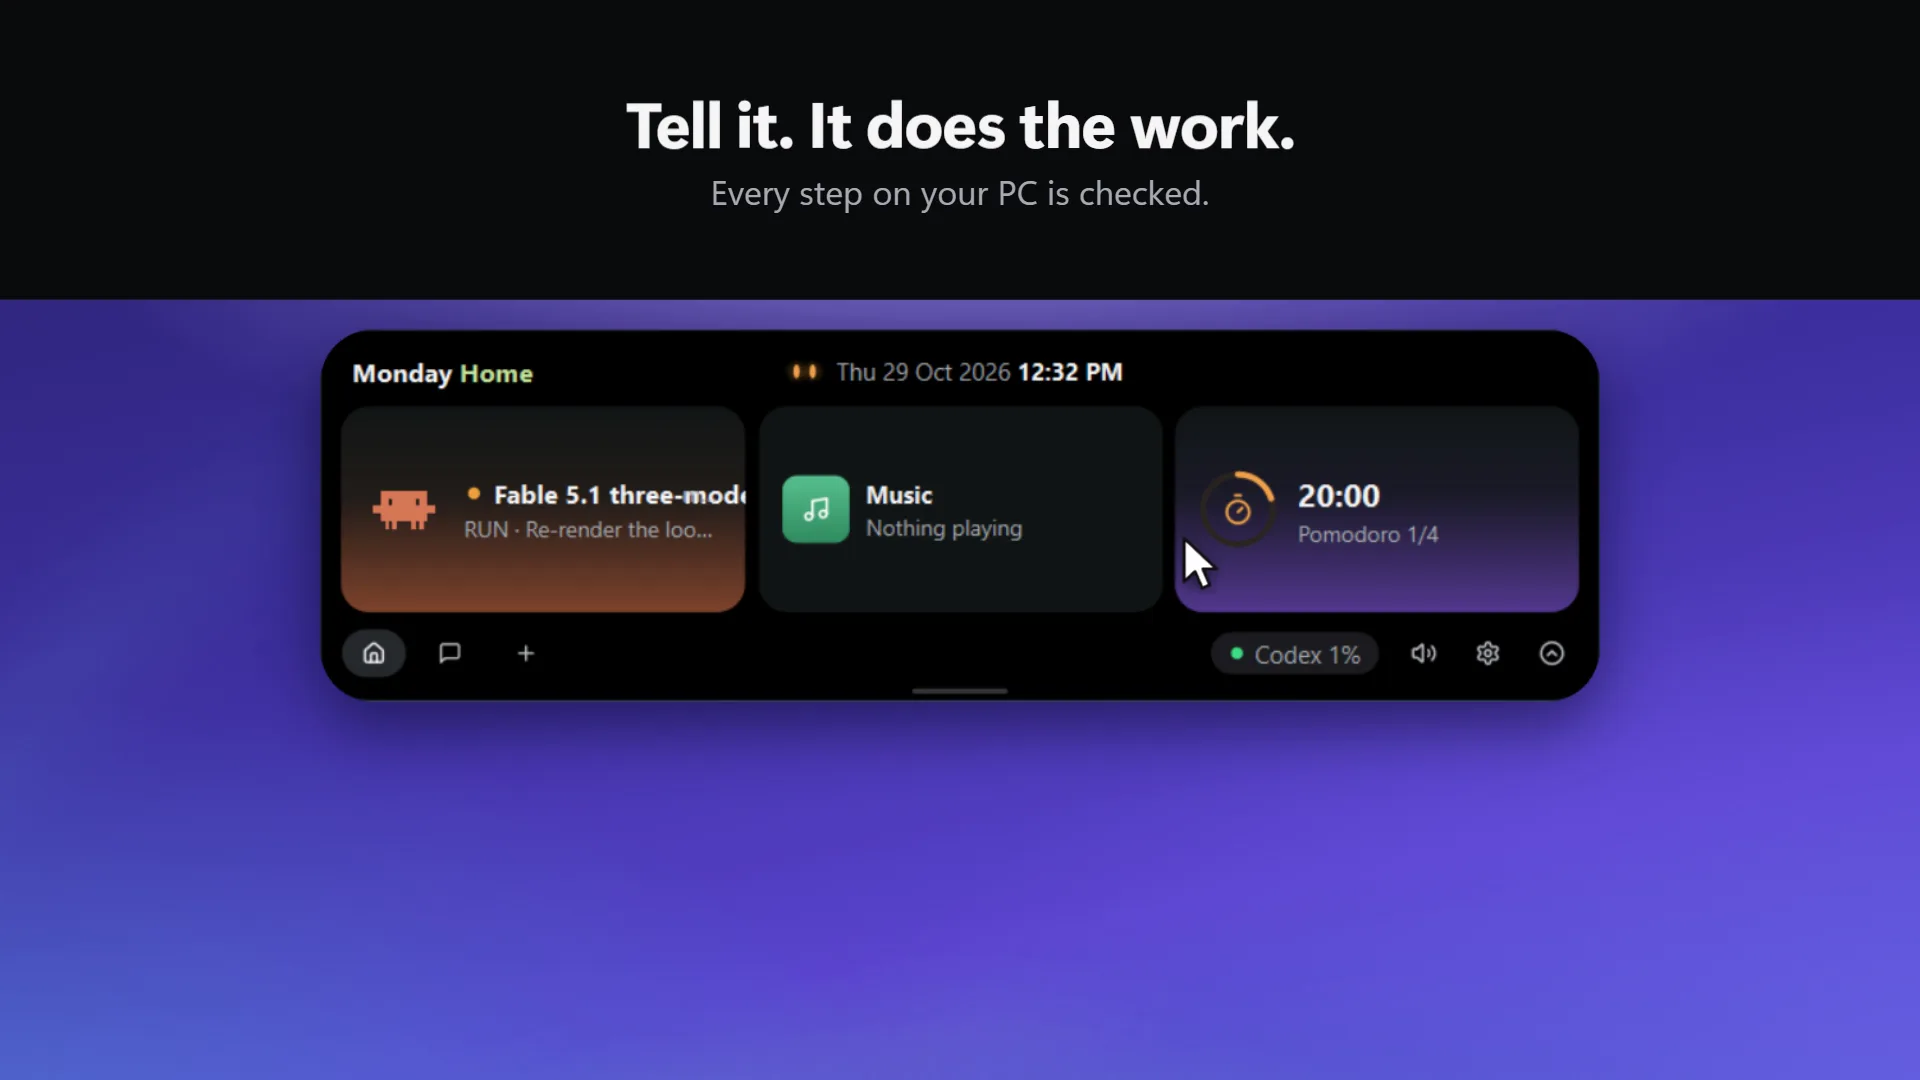 Tell it. It does the work.
Every step on your PC is checked.
Monday Home
Thu 29 Oct 2026 12:32 PM
Fable 5.1 three-mode
RUN · Re-render the loo...
Music
Nothing playing
20:00
Pomodoro 1/4
Codex 1%